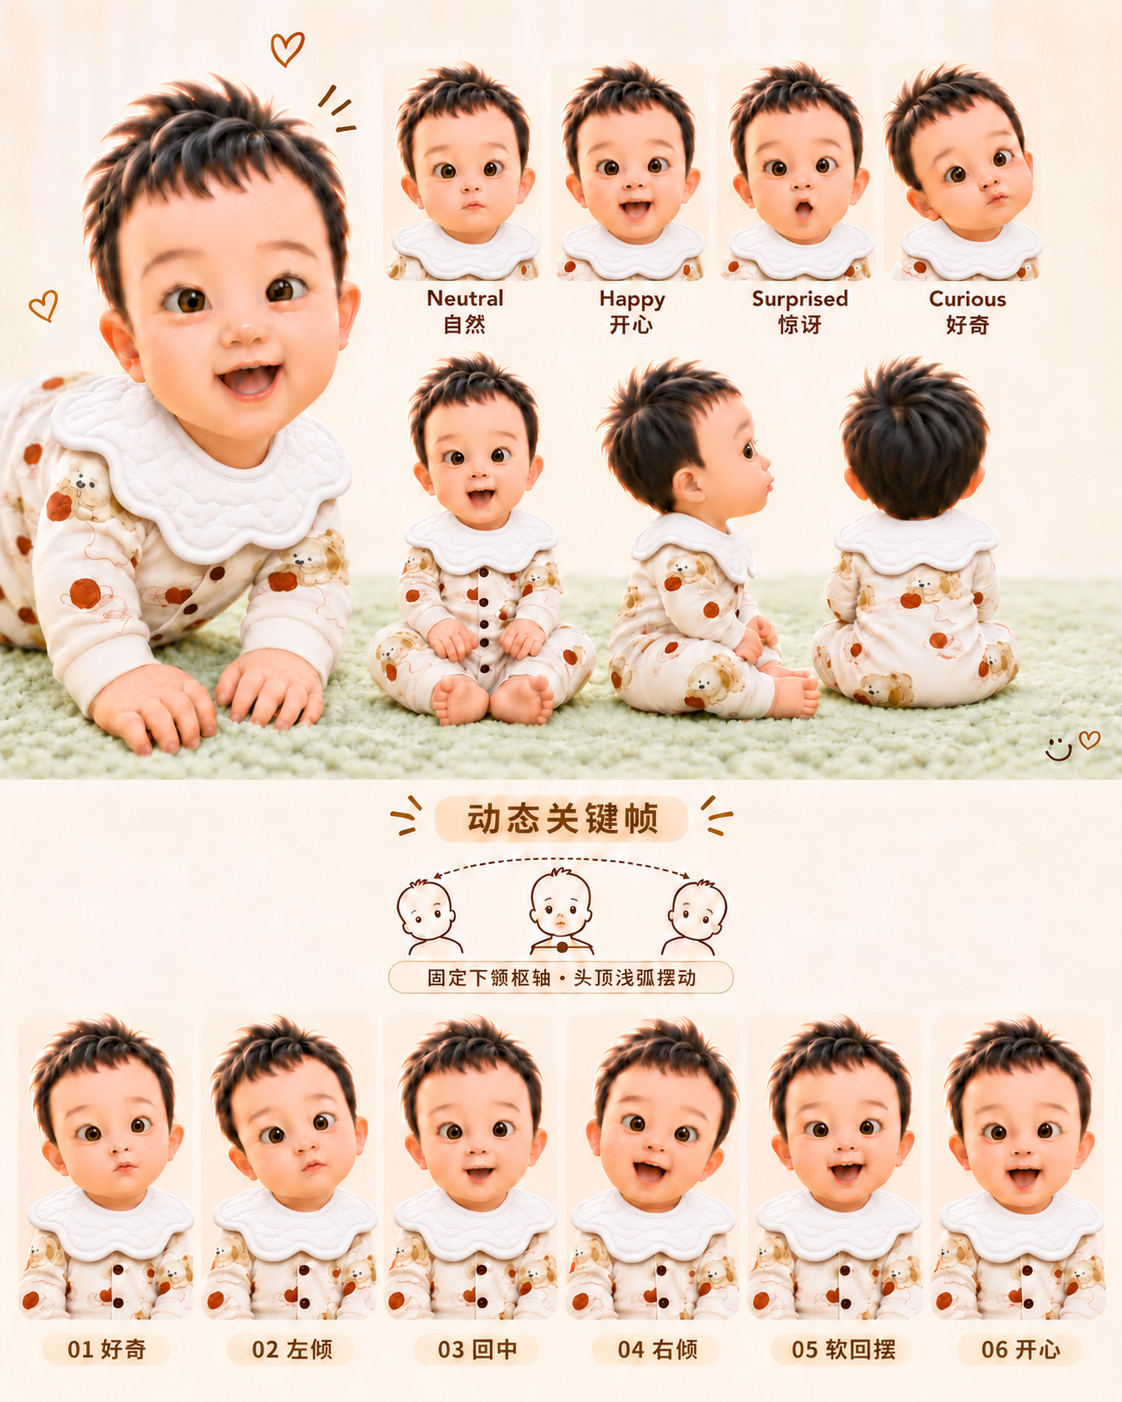 Neutral
自然
Happy
开心
Surprised
惊讶
Curious
好奇
动态关键帧
固定下颌枢轴·头顶浅弧摆动
01 好奇
02 左倾
03 回中
04 右倾
05 软回摆
06 开心